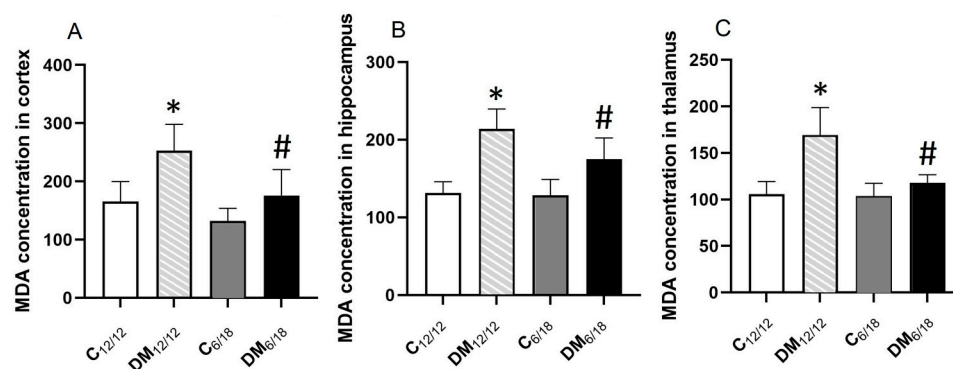 A
MDA concentration in cortex
400
300
200
100
0
*
#
C12/12
DM12/12
C6/18
DM6/18
B
MDA concentration in hippocampus
300
200
100
0
*
#
C12/12
DM12/12
C6/18
DM6/18
C
MDA concentration in thalamus
250
200
150
100
50
0
*
#
C12/12
DM12/12
C6/18
DM6/18